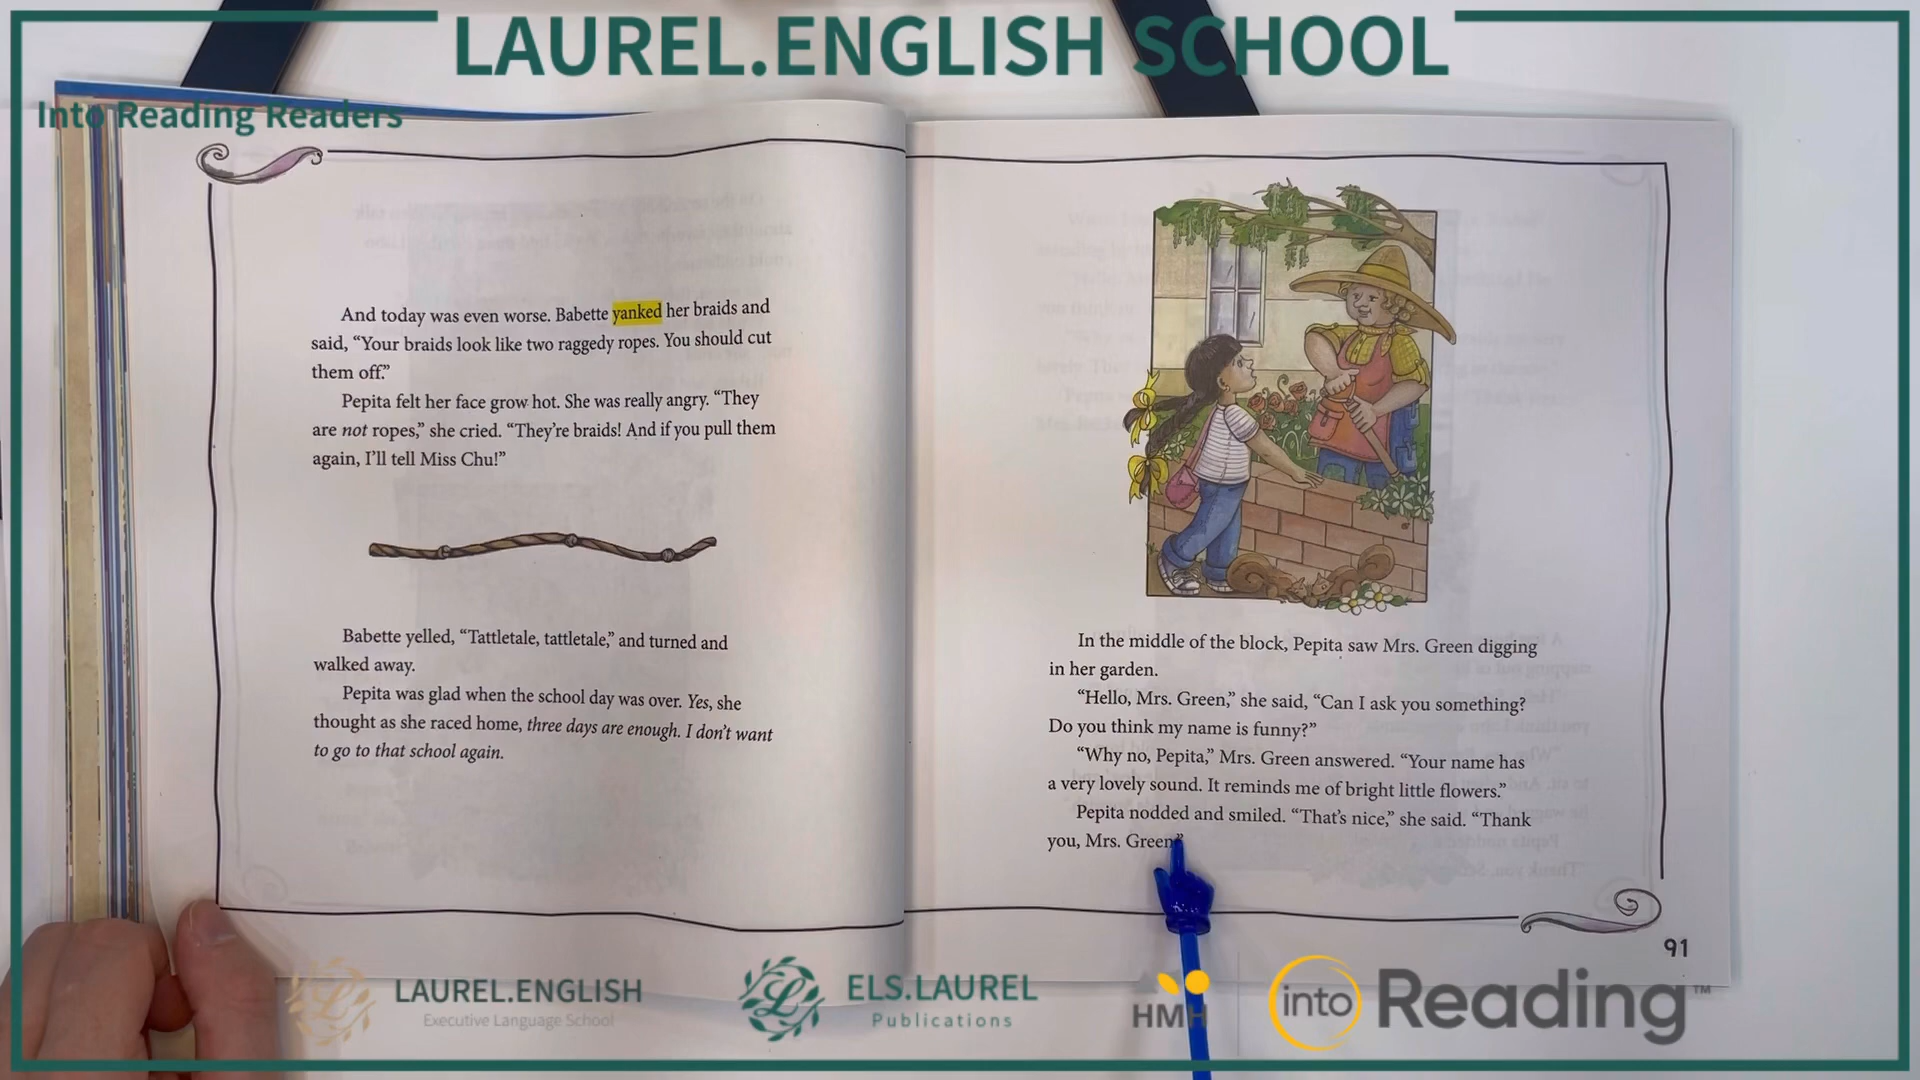 LAUREL.ENGLISH SCHOOL
Into Reading Readers
And today was even worse. Babette yanked her braids and
said, “Your braids look like two raggedy ropes. You should cut
them off.”
Pepita felt her face grow hot. She was really angry. “They
are not ropes,” she cried. “They’re braids! And if you pull them
again, I’ll tell Miss Chu!”
Babette yelled, “Tattletale, tattletale,” and turned and
walked away.
Pepita was glad when the school day was over. Yes, she
thought as she raced home, three days are enough. I don’t want
to go to that school again.
In the middle of the block, Pepita saw Mrs. Green digging
in her garden.
“Hello, Mrs. Green,” she said, “Can I ask you something?
Do you think my name is funny?”
“Why no, Pepita,” Mrs. Green answered. “Your name has
a very lovely sound. It reminds me of bright little flowers.”
Pepita nodded and smiled. “That’s nice,” she said. “Thank
you, Mrs. Green”
91
LAUREL.ENGLISH
Executive Language School
ELS.LAUREL
Publications
HMH
into Reading™